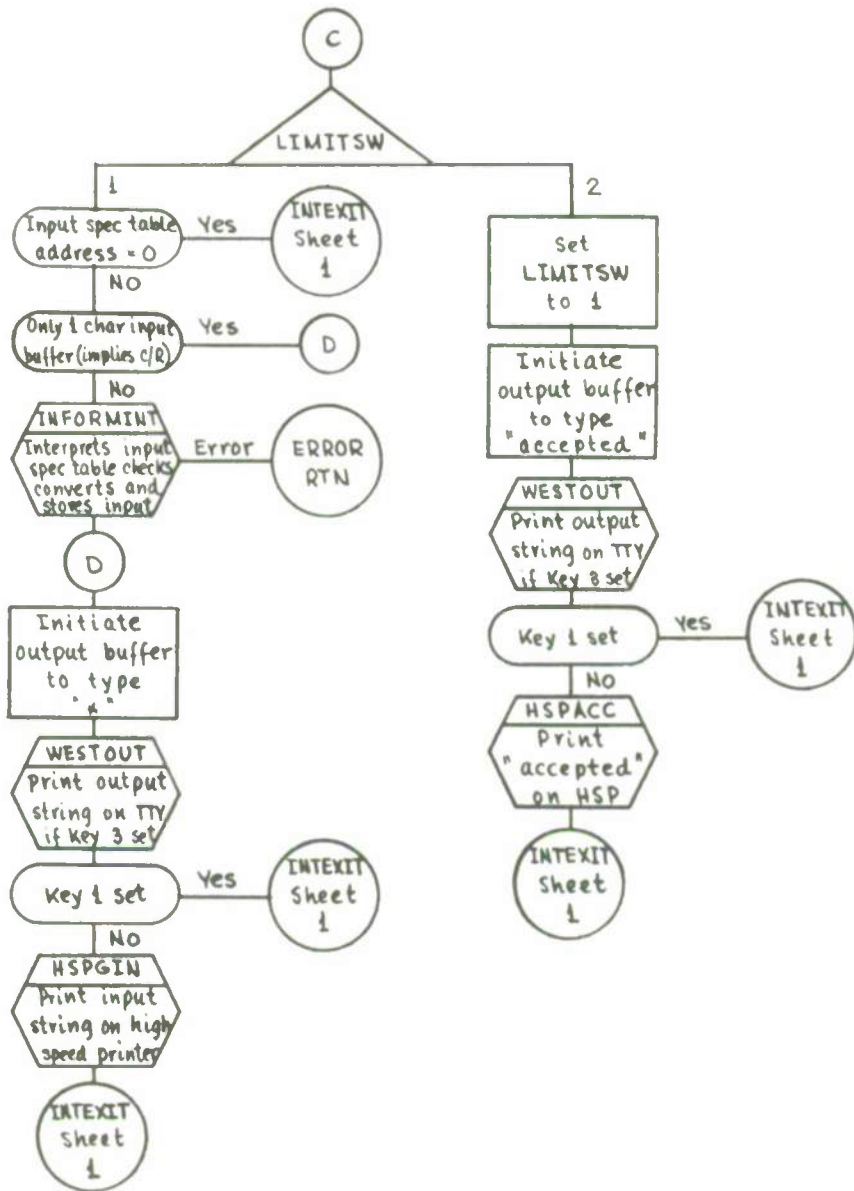 C
LIMITSW
1
Input spec table
address = 0
Yes
INTEXIT
Sheet
1
NO
Only 1 char input
buffer (implies C/R)
Yes
D
No
INFORMINT
Interprets input
spec table checks
converts and
stores input
Error
ERROR
RTN
D
Initiate
output buffer
to type
"*"
WESTOUT
Print output
string on TTY
if Key 3 set
Key 1 set
Yes
INTEXIT
Sheet
1
NO
HSPGIN
Print input
string on high
speed printer
INTEXIT
Sheet
1
2
Set
LIMITSW
to 1
Initiate
output buffer
to type
"accepted"
WESTOUT
Print output
string on TTY
if Key 3 set
Key 1 set
Yes
INTEXIT
Sheet
1
NO
HSPACC
Print
"accepted"
on HSP
INTEXIT
Sheet
1